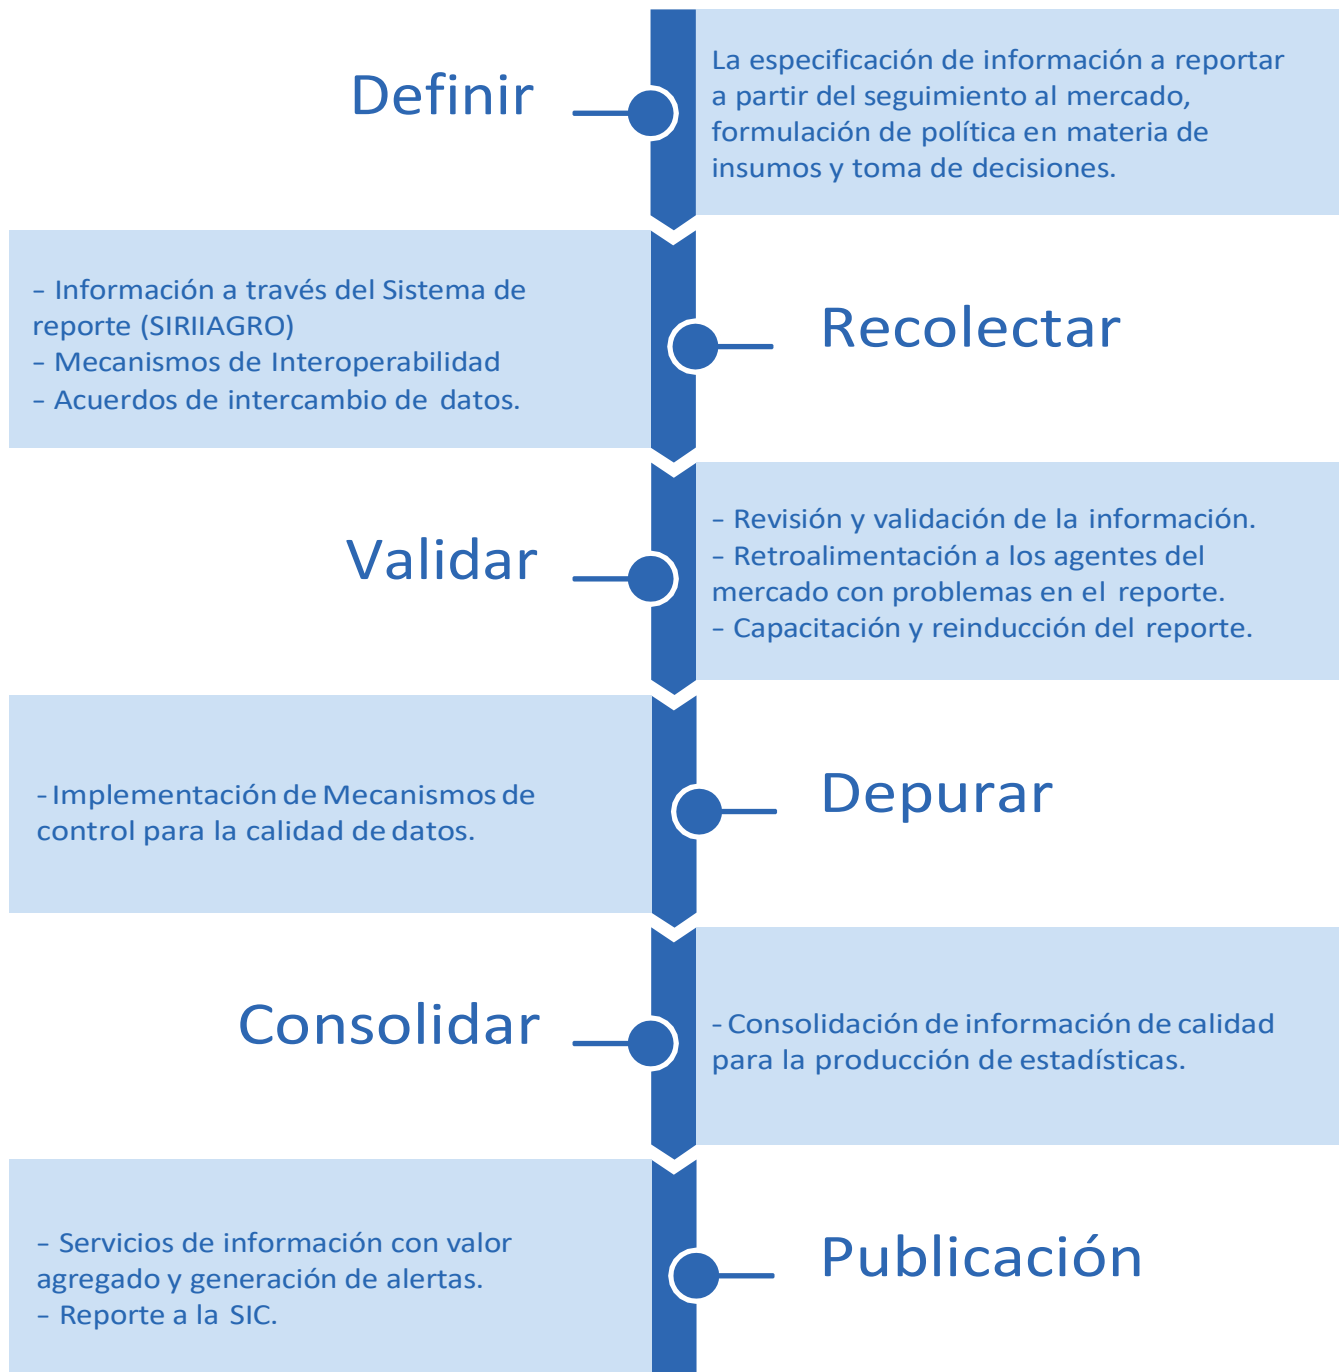 Definir
La especificación de información a reportar
a partir del seguimiento al mercado,
formulación de política en materia de
insumos y toma de decisiones.
Recolectar
- Información a través del Sistema de
reporte (SIRIIAGRO)
- Mecanismos de Interoperabilidad
- Acuerdos de intercambio de datos.
Validar
- Revisión y validación de la información.
- Retroalimentación a los agentes del
mercado con problemas en el reporte.
- Capacitación y reinducción del reporte.
Depurar
- Implementación de Mecanismos de
control para la calidad de datos.
Consolidar
- Consolidación de información de calidad
para la producción de estadísticas.
Publicación
- Servicios de información con valor
agregado y generación de alertas.
- Reporte a la SIC.